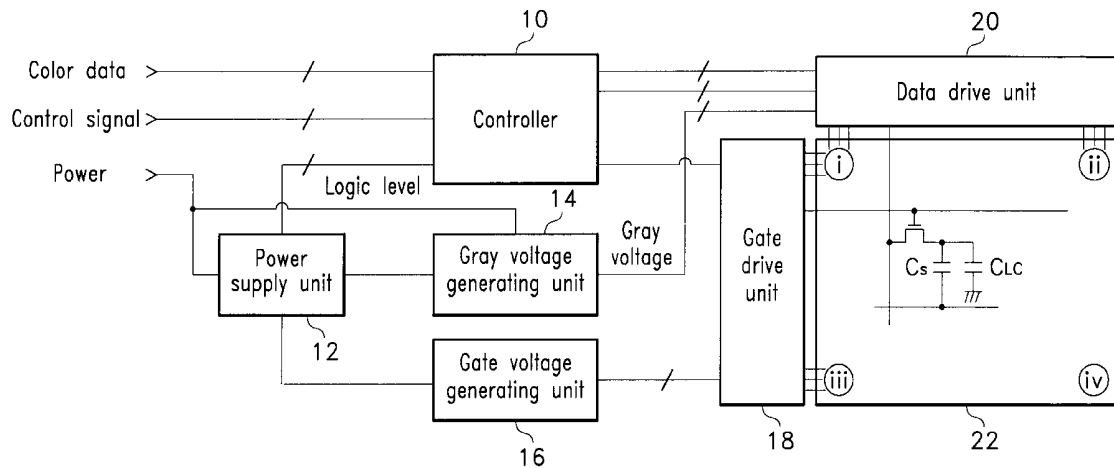 10
20
Color data
Control signal
Power
Controller
Data drive unit
Logic level
14
Gray
voltage
i
ii
Power
supply unit
Gray voltage
generating unit
Gate
drive
unit
Cs
CLC
12
Gate voltage
generating unit
iii
iv
16
18
22